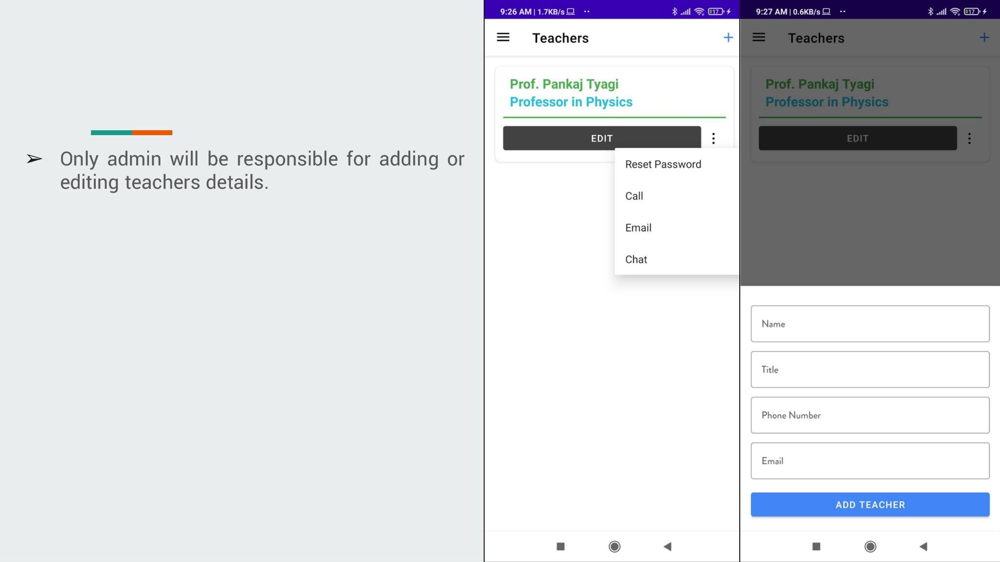 ➢ Only admin will be responsible for adding or
editing teachers details.
9:26 AM | 1.7KB/s
17
Teachers
Prof. Pankaj Tyagi
Professor in Physics
EDIT
Reset Password
Call
Email
Chat
9:27 AM | 0.6KB/s
17
Teachers
Prof. Pankaj Tyagi
Professor in Physics
EDIT
Name
Title
Phone Number
Email
ADD TEACHER